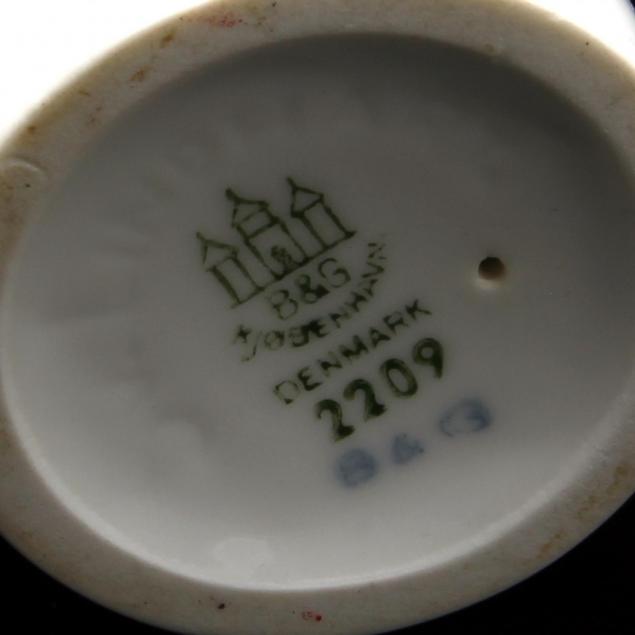 B&G
KJØBENHAVN
DENMARK
2209
B & G